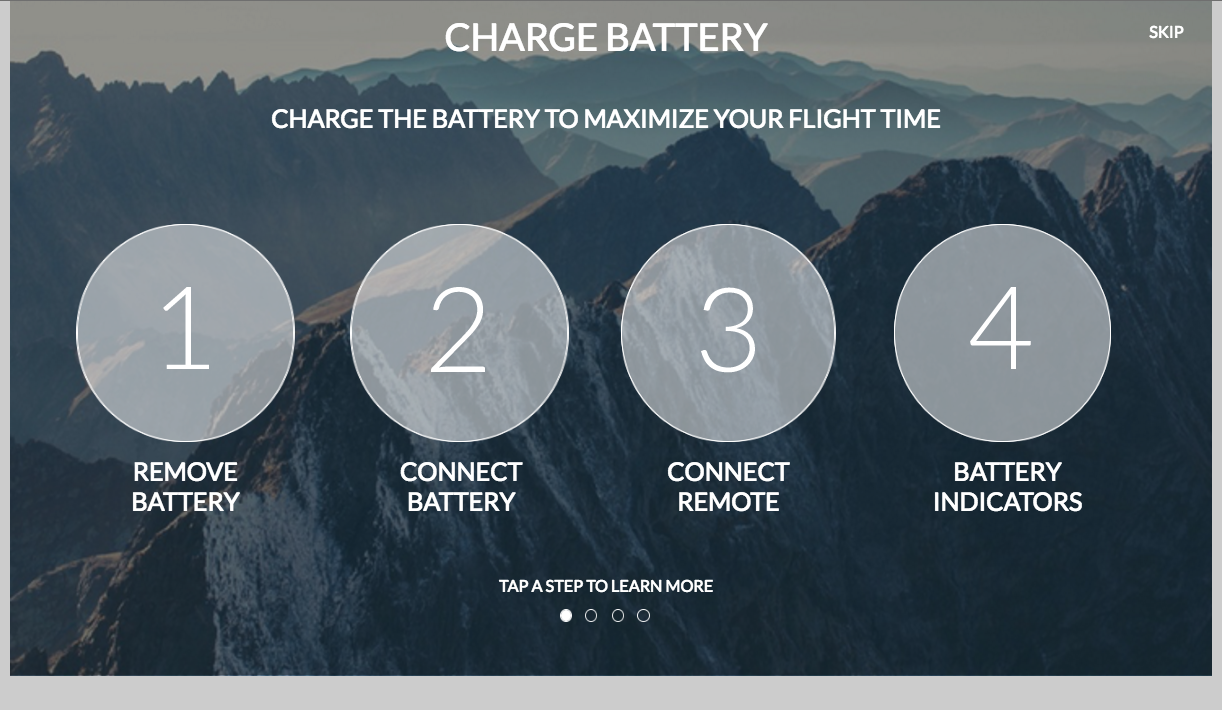 CHARGE BATTERY
SKIP
CHARGE THE BATTERY TO MAXIMIZE YOUR FLIGHT TIME
1
2
3
4
REMOVE
BATTERY
CONNECT
BATTERY
CONNECT
REMOTE
BATTERY
INDICATORS
TAP A STEP TO LEARN MORE